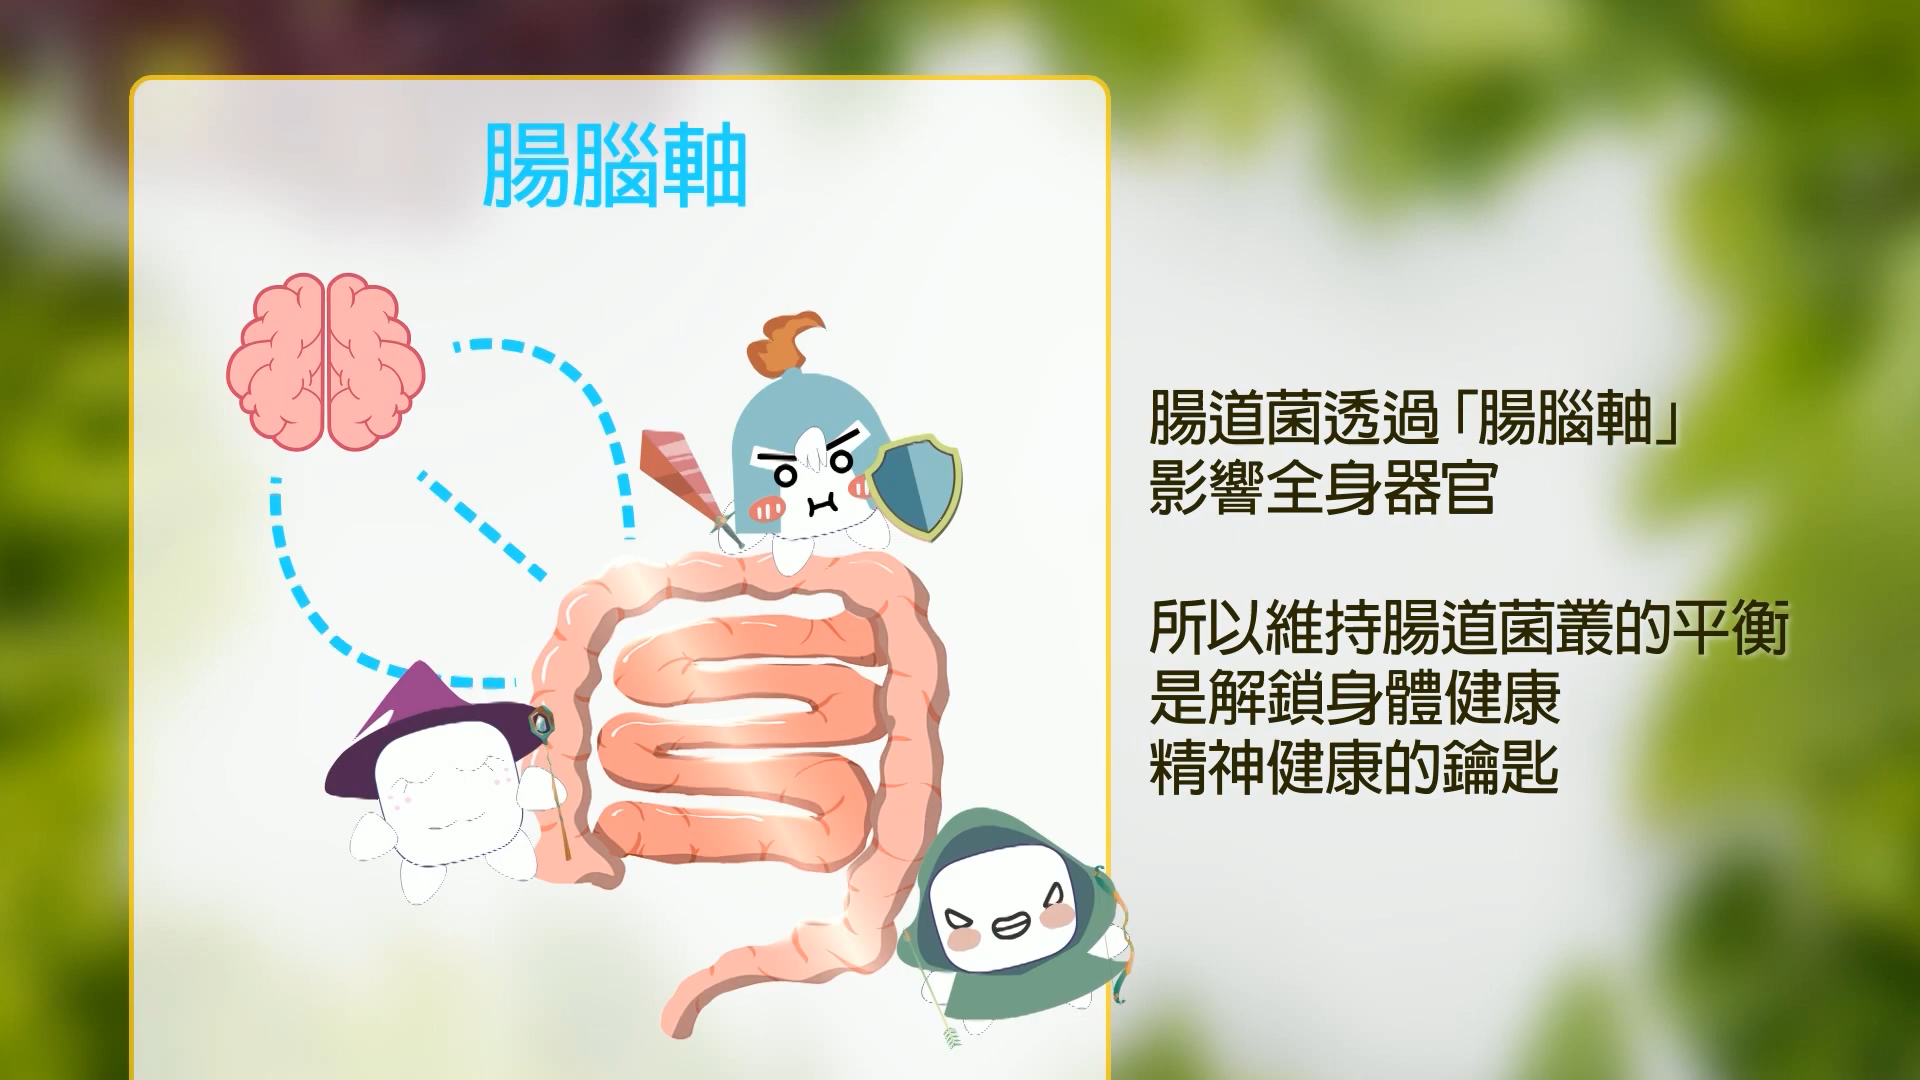 腸腦軸
腸道菌透過「腸腦軸」
影響全身器官
所以維持腸道菌叢的平衡
是解鎖身體健康
精神健康的鑰匙